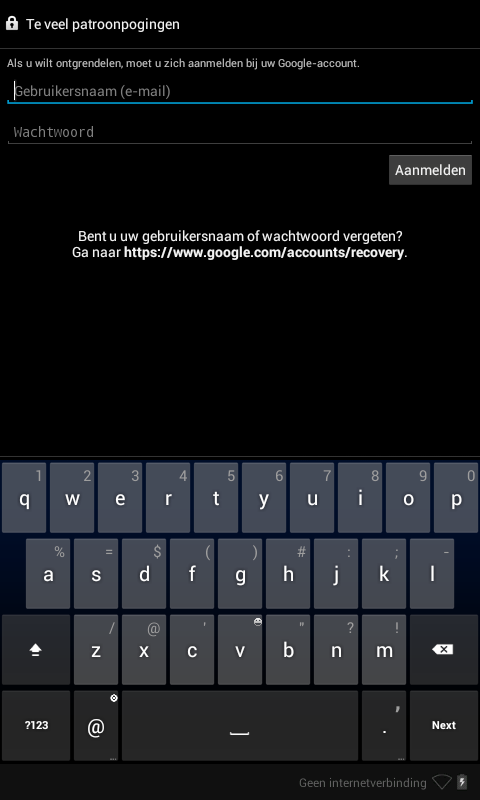 Te veel patroonpogingen
Als u wilt ontgrendelen, moet u zich aanmelden bij uw Google-account.
Gebruikersnaam (e-mail)
Wachtwoord
Aanmelden
Bent u uw gebruikersnaam of wachtwoord vergeten?
Ga naar https://www.google.com/accounts/recovery.
1 2 3 4 5 6 7 8 9 0
q w e r t y u i o p
% = $ ( ) # : ; -
a s d f g h j k l
/ @ ' " ? !
z x c v b n m
?123 @ ... . , ... Next
Geen internetverbinding